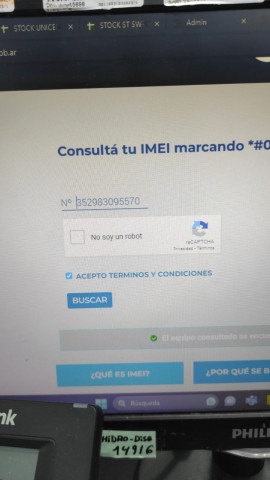 STOCK UNICE
STOCK ST SW
Admin
ob.ar
Consultá tu IMEI marcando *#0
Nº 352983095570
No soy un robot
reCAPTCHA
Privacidad - Términos
ACEPTO TERMINOS Y CONDICIONES
BUSCAR
El equipo consultado se encu
¿QUÉ ES IMEI?
¿POR QUÉ SE B
Búsqueda
nk
HIDRO-Dise
14916
PHILI